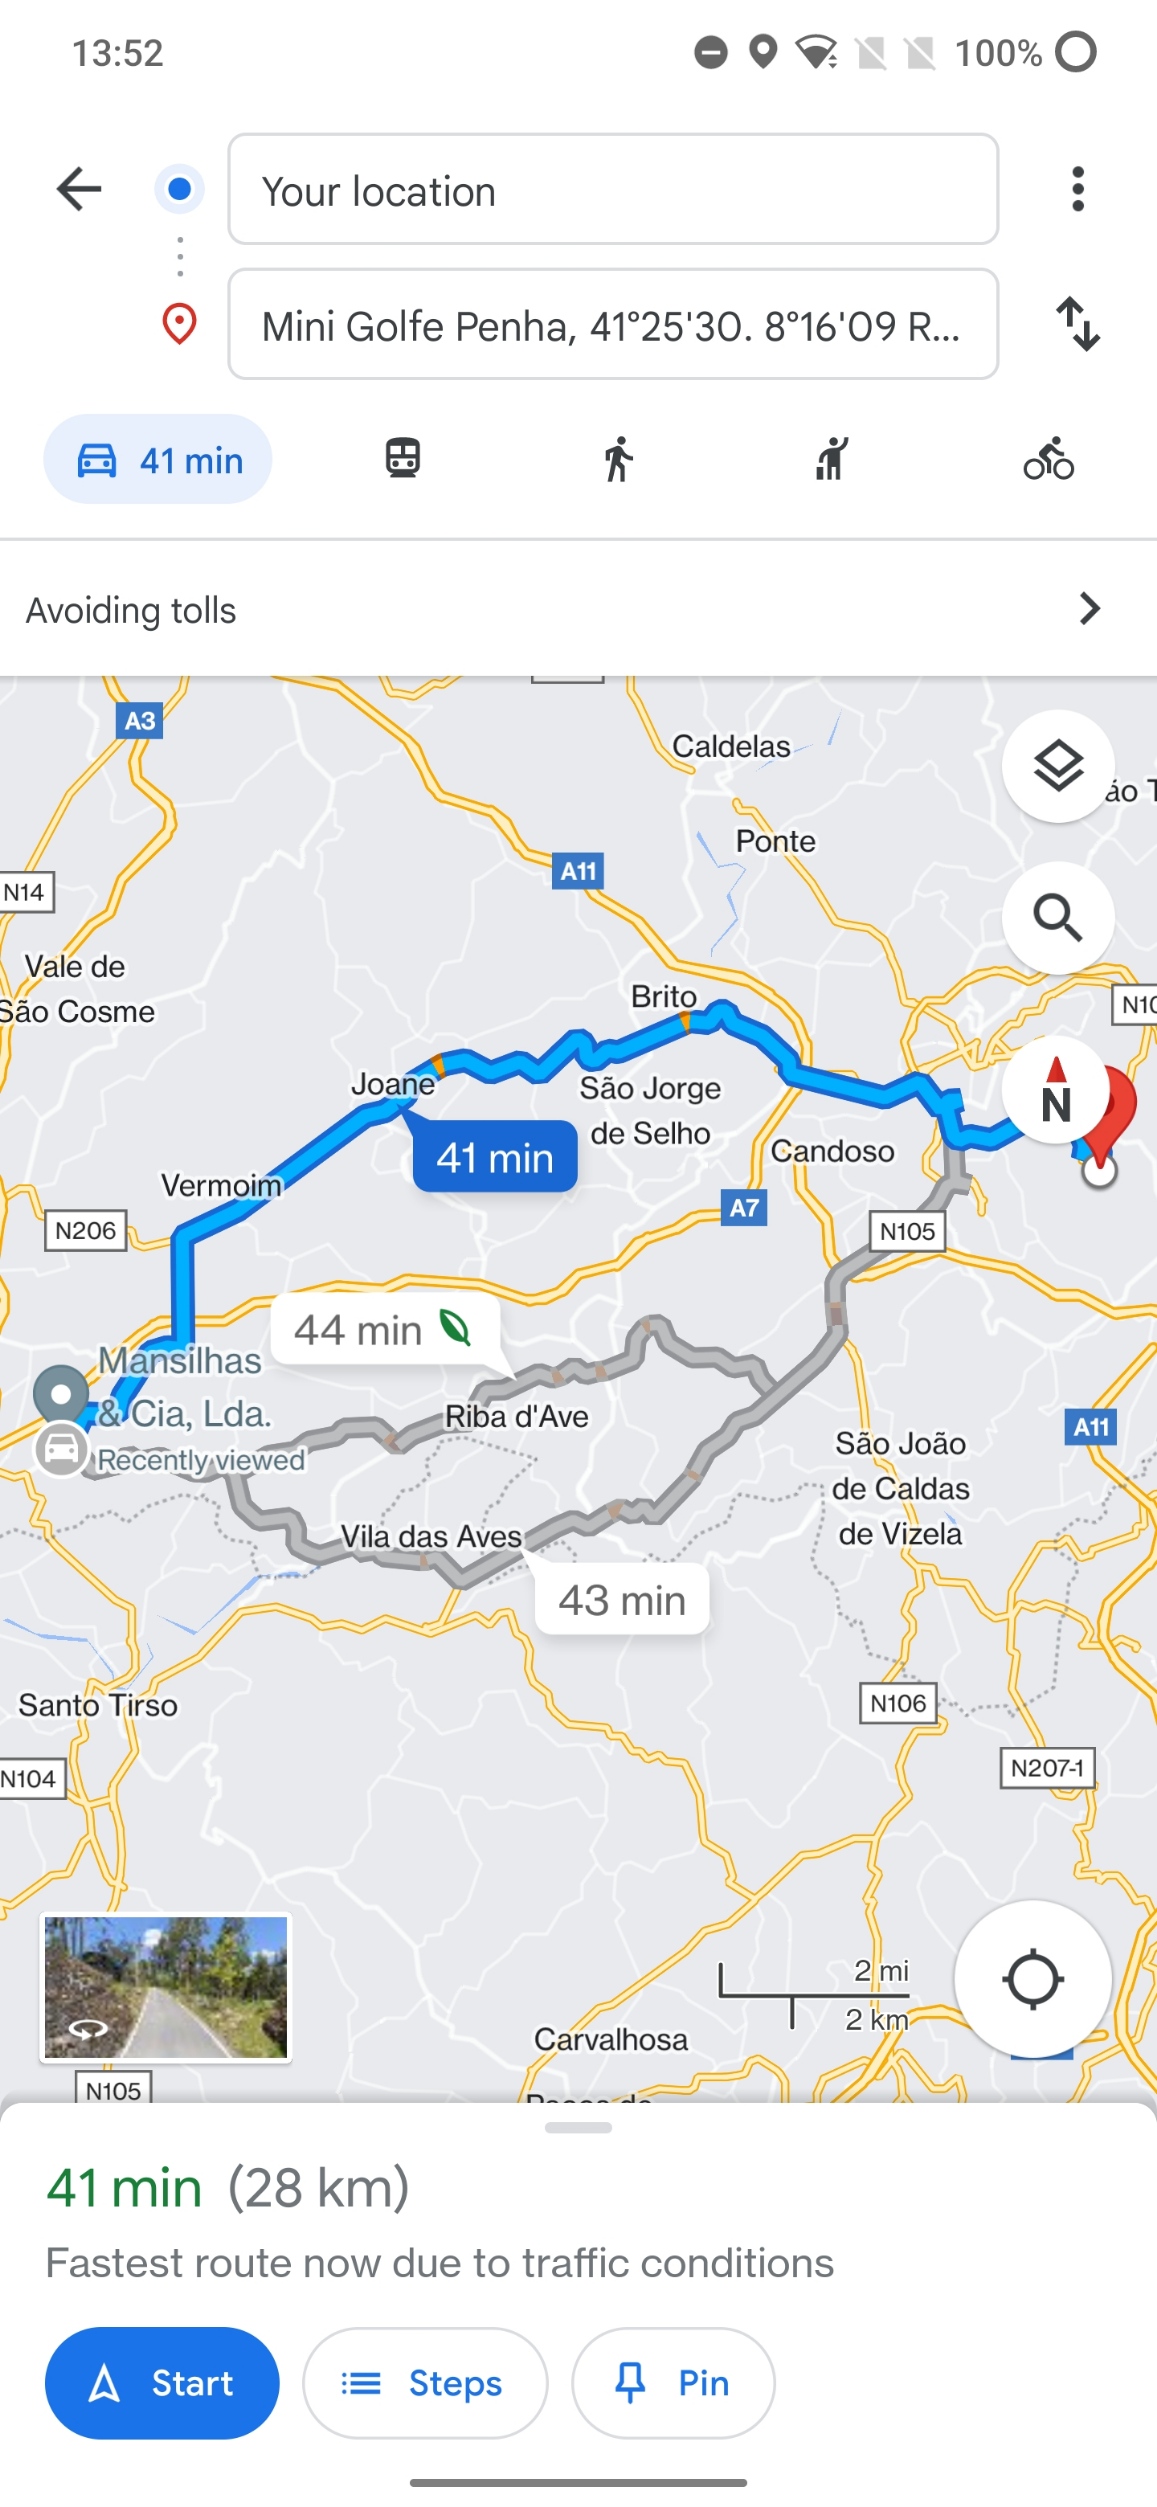 13:52
100%
Your location
Mini Golfe Penha, 41°25'30. 8°16'09 R...
41 min
Avoiding tolls
A3
Caldelas
ão T
Ponte
A11
N14
Vale de
São Cosme
Brito
N10
Joane
São Jorge
de Selho
N
41 min
Candoso
Vermoim
A7
N206
N105
44 min
Mansilhas
& Cia, Lda.
Recently viewed
Riba d'Ave
A11
São João
de Caldas
de Vizela
Vila das Aves
43 min
Santo Tirso
N106
N104
N207-1
2 mi
2 km
Carvalhosa
N105
41 min (28 km)
Fastest route now due to traffic conditions
Start
Steps
Pin